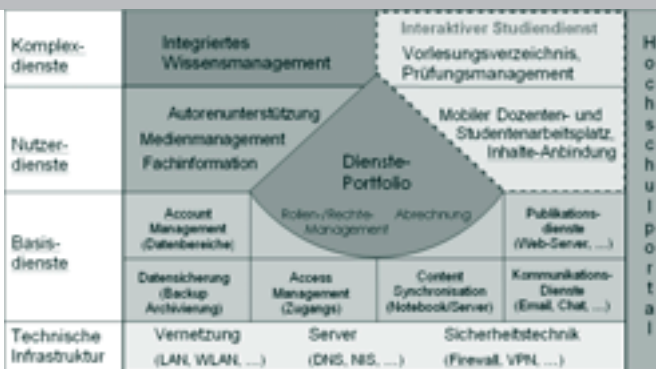 Komplex-
dienste
Integriertes
Wissensmanagement
Interaktiver Studiendienst
Vorlesungsverzeichnis,
Prüfungsmanagement
Nutzer-
dienste
Autorenunterstützung
Medienmanagement
Fachinformation
Dienste-
Portfolio
Mobiler Dozenten- und
Studentenarbeitsplatz,
Inhalte-Anbindung
Basis-
dienste
Account
Management
(Datenbereiche)
Rollen-/Rechte-
Management
Abrechnung
Publikations-
dienste
(Web-Server, ...)
Datensicherung
(Backup
Archivierung)
Access
Management
(Zugangs)
Content
Synchronisation
(Notebook/Server)
Kommunikations-
Dienste
(Email, Chat, ...)
Technische
Infrastruktur
Vernetzung
(LAN, WLAN, ...)
Server
(DNS, NIS, ...)
Sicherheitstechnik
(Firewall, VPN, ...)
Hochschulportal